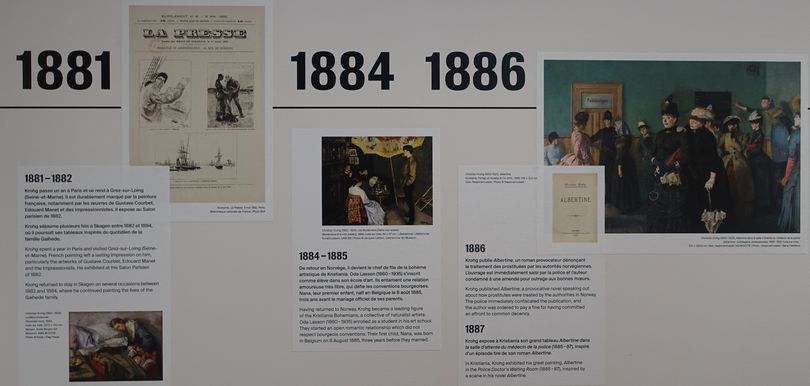 1881
1884
1886
SUPPLÉMENT
LA PRESSE
1881 – 1882
Krohg passe un an à Paris et se rend à Grez-sur-Loing
(Seine-et-Marne). Il est durablement marqué par la peinture
française, notamment par les œuvres de Gustave Courbet,
Edouard Manet et des impressionnistes. Il expose au Salon
parisien de 1882.
Krohg séjourne plusieurs fois à Skagen entre 1882 et 1894,
où il poursuit ses tableaux inspirés du quotidien de la
famille Gaihede.
Krohg spent a year in Paris and visited Grez-sur-Loing (Seine-
et-Marne). French painting left a lasting impression on him,
particularly the artworks of Gustave Courbet, Edouard Manet
and the Impressionists. He exhibited at the Salon Parisien
of 1882.
Krohg returned to stay in Skagen on several occasions between
1882 and 1894, where he continued painting the lives of the
Gaihede family.
1884 – 1885
De retour en Norvège, il devient le chef de file de la bohème
artistique de Kristiania. Oda Lasson (1860-1935) s'inscrit
comme élève dans son école d'art. Ils entament une relation
amoureuse très libre, qui défie les conventions bourgeoises.
Nana, leur premier enfant, naît en Belgique le 8 août 1885,
trois ans avant le mariage officiel de ses parents.
Having returned to Norway, Krohg became a leading figure
of the Kristiania Bohemians, a collective of naturalist artists.
Oda Lasson (1860-1935) enrolled as a student in his art school.
They started an open romantic relationship which did not
respect bourgeois conventions. Their first child, Nana, was born
in Belgium on 8 August 1885, three years before they married.
ALBERTINE.
1886
Krohg publie Albertine, un roman provocateur dénonçant
le traitement des prostituées par les autorités norvégiennes.
L'ouvrage est immédiatement saisi par la police et l'auteur
condamné à une amende pour outrage aux bonnes mœurs.
Krohg published Albertine, a provocative novel speaking out
about how prostitutes were treated by the authorities in Norway.
The police immediately confiscated the publication, and
the author was ordered to pay a fine for having committed
an affront to common decency.
1887
Krohg expose à Kristiania son grand tableau Albertine dans
la salle d'attente du médecin de la police (1885-87), inspiré
d'un épisode tiré de son roman Albertine.
In Kristiania, Krohg exhibited his great painting, Albertine
in the Police Doctor's Waiting Room (1885-87), inspired by
a scene in his novel Albertine.